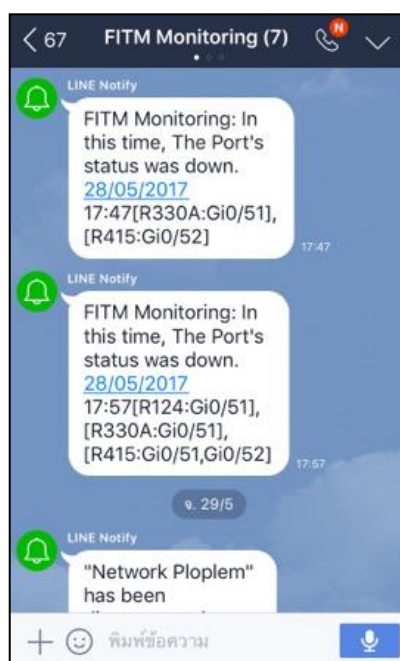 67
FITM Monitoring (7)
N
LINE Notify
FITM Monitoring: In
this time, The Port's
status was down.
28/05/2017
17:47[R330A:Gi0/51],
[R415:Gi0/52]
17:47
LINE Notify
FITM Monitoring: In
this time, The Port's
status was down.
28/05/2017
17:57[R124:Gi0/51],
[R330A:Gi0/51],
[R415:Gi0/51,Gi0/52]
17:57
จ. 29/5
LINE Notify
"Network Ploplem"
has been
พิมพ์ข้อความ